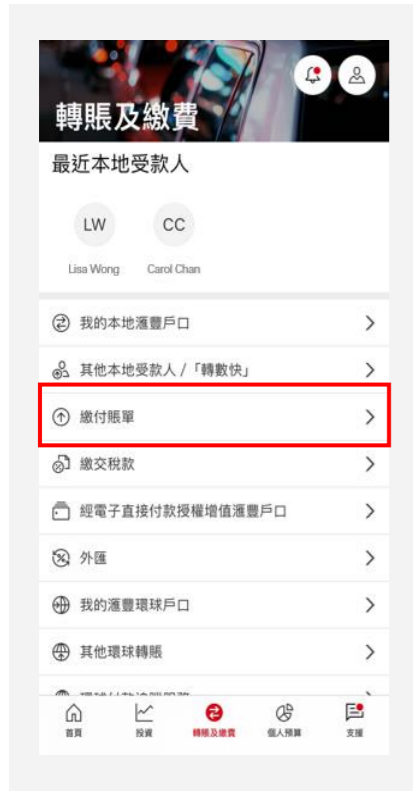 轉賬及繳費
最近本地受款人
LW
CC
Lisa Wong
Carol Chan
我的本地滙豐戶口
其他本地受款人 / 「轉數快」
繳付賬單
繳交稅款
經電子直接付款授權增值滙豐戶口
外匯
我的滙豐環球戶口
其他環球轉賬
首頁
投資
轉賬及繳費
個人預算
支援